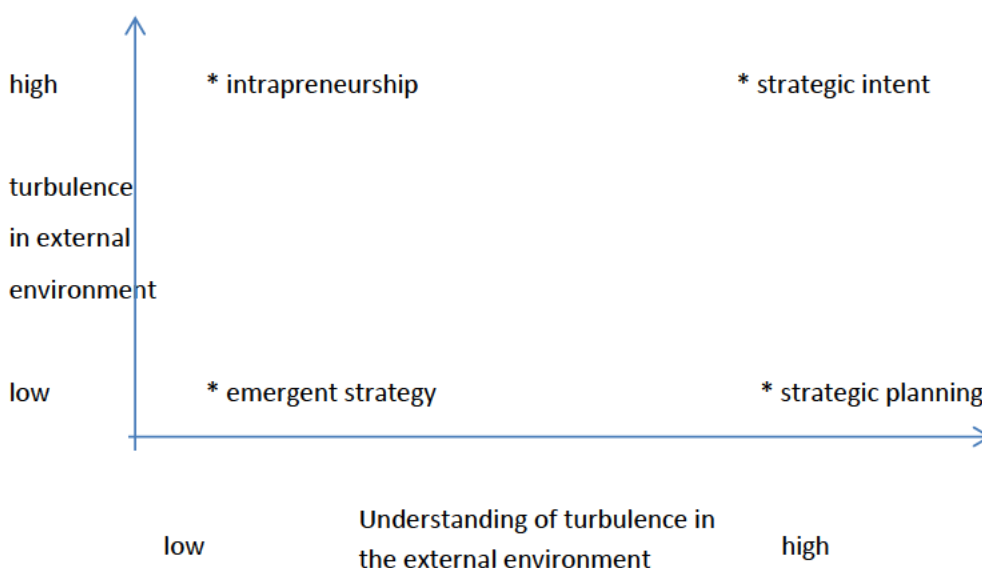 high * intrapreneurship * strategic intent
turbulence
in external
environment
low * emergent strategy * strategic planning
Understanding of turbulence in
the external environment
low high